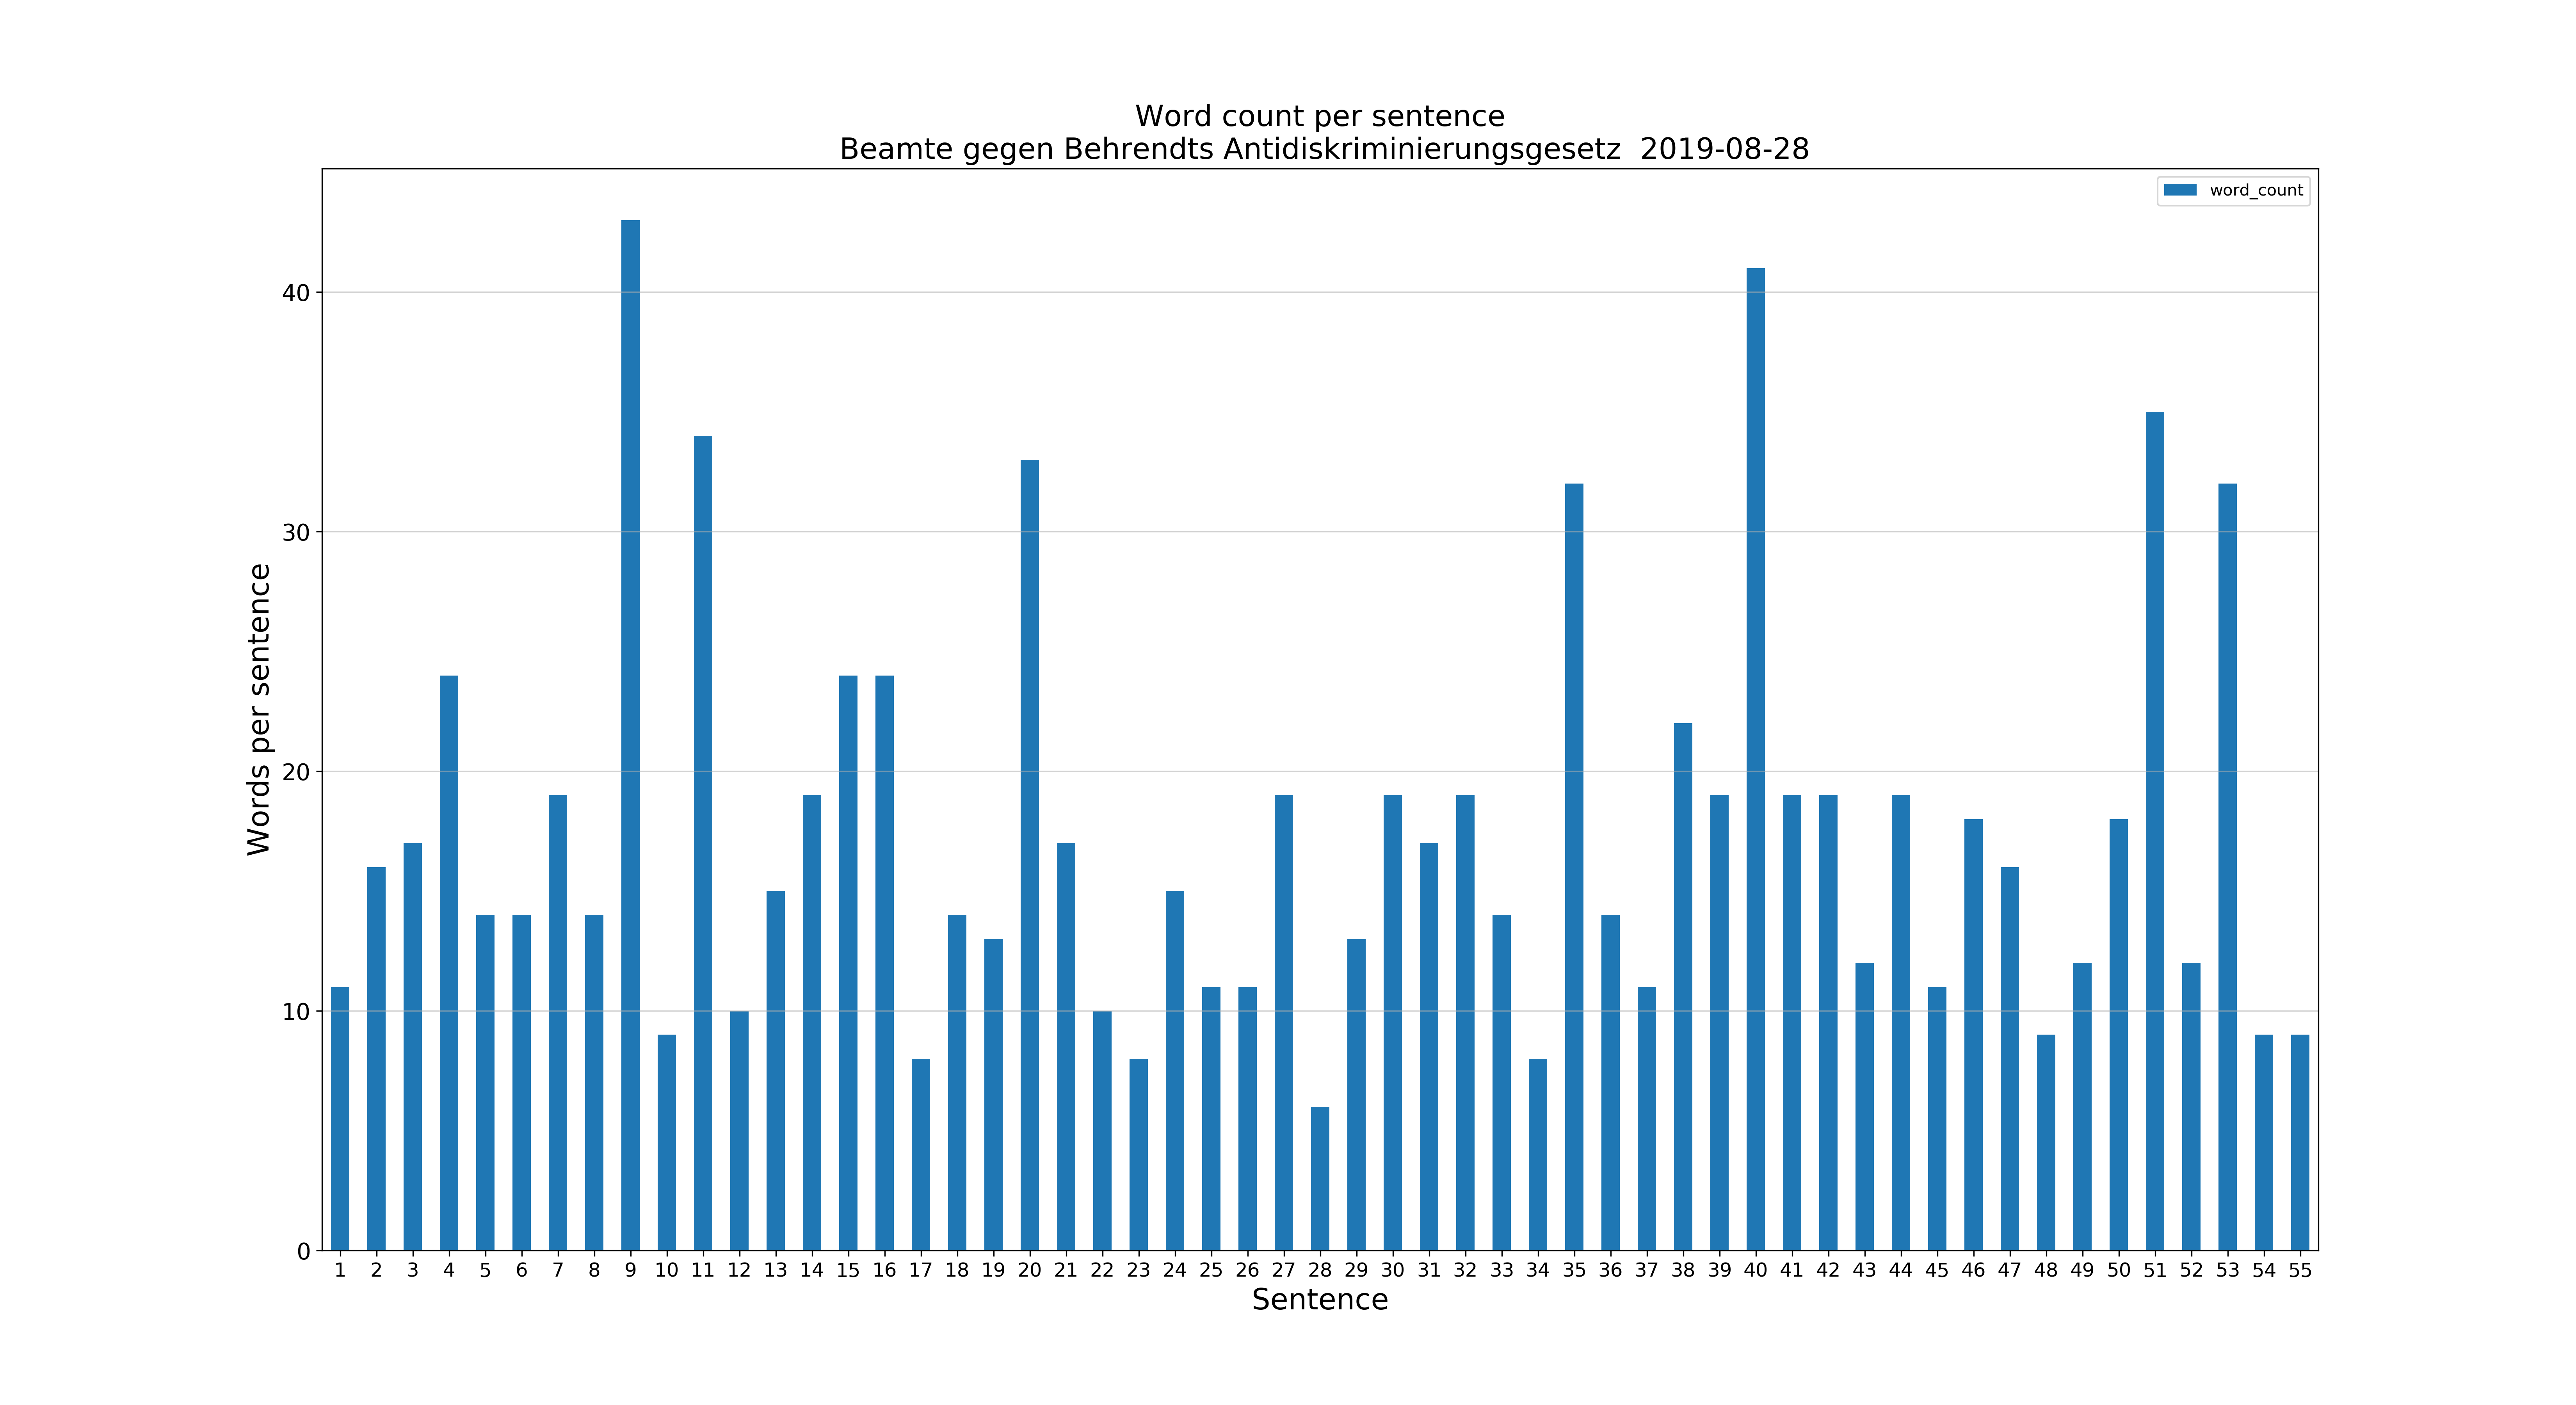 Word count per sentence
Beamte gegen Behrendts Antidiskriminierungsgesetz  2019-08-28
word_count
40
30
20
10
0
Words per sentence
1 2 3 4 5 6 7 8 9 10 11 12 13 14 15 16 17 18 19 20 21 22 23 24 25 26 27 28 29 30 31 32 33 34 35 36 37 38 39 40 41 42 43 44 45 46 47 48 49 50 51 52 53 54 55
Sentence